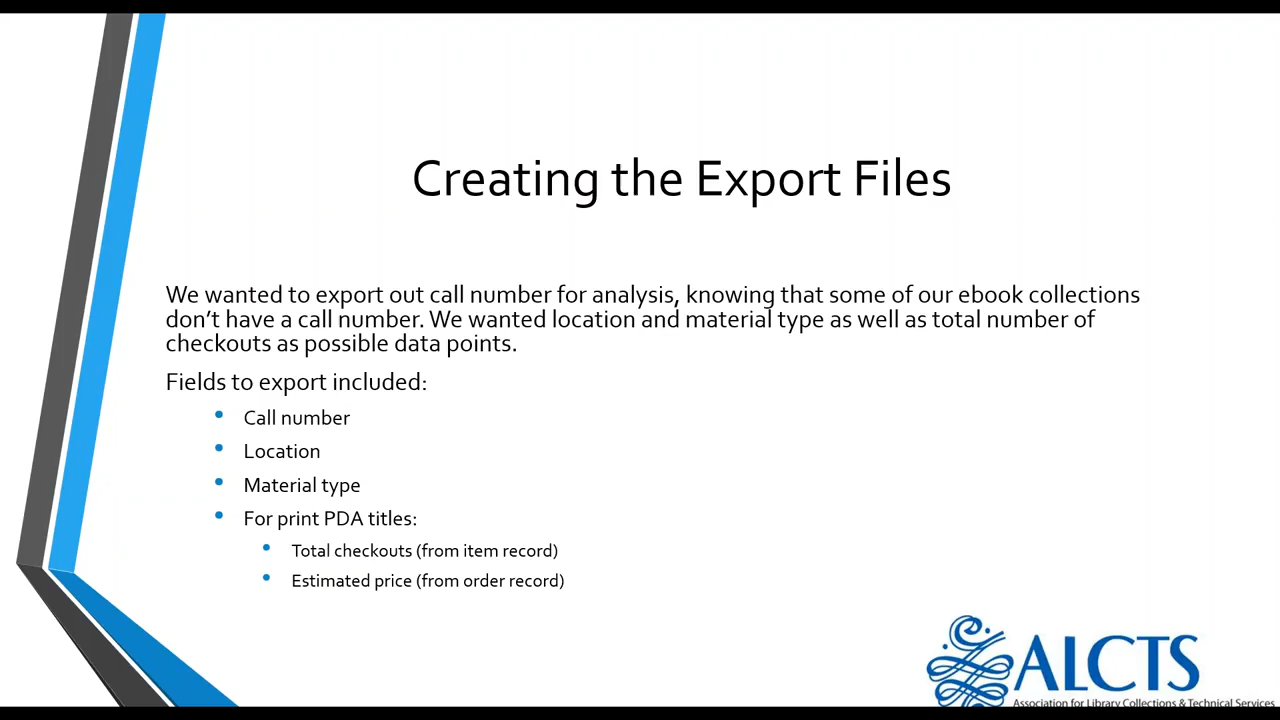 Creating the Export Files
We wanted to export out call number for analysis, knowing that some of our ebook collections
don’t have a call number. We wanted location and material type as well as total number of
checkouts as possible data points.
Fields to export included:
• Call number
• Location
• Material type
• For print PDA titles:
• Total checkouts (from item record)
• Estimated price (from order record)
ALCTS
Association for Library Collections & Technical Services